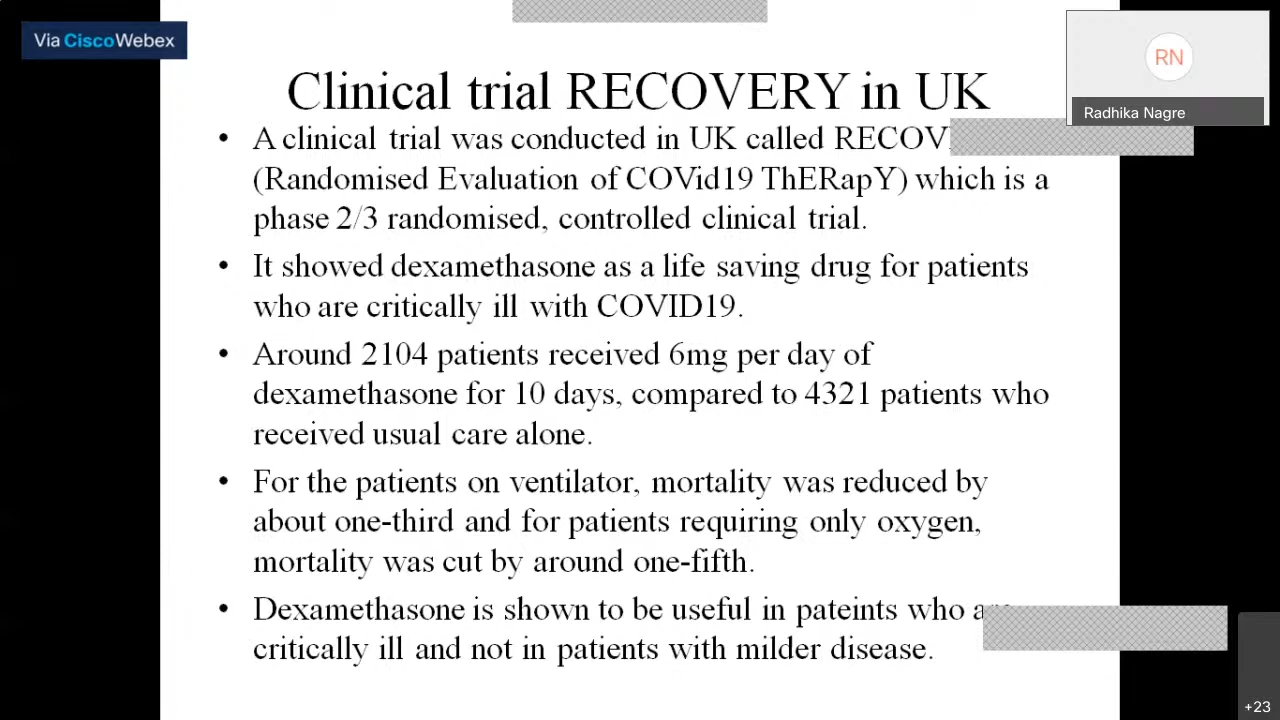 Via CiscoWebex
RN
Radhika Nagre
Clinical trial RECOVERY in UK
• A clinical trial was conducted in UK called
(Randomised Evaluation of COVid19 ThERapY) which is a
phase 2/3 randomised, controlled clinical trial.
• It showed dexamethasone as a life saving drug for patients
who are critically ill with COVID19.
• Around 2104 patients received 6mg per day of
dexamethasone for 10 days, compared to 4321 patients who
received usual care alone.
• For the patients on ventilator, mortality was reduced by
about one-third and for patients requiring only oxygen,
mortality was cut by around one-fifth.
• Dexamethasone is shown to be useful in pateints who
critically ill and not in patients with milder disease.
+23